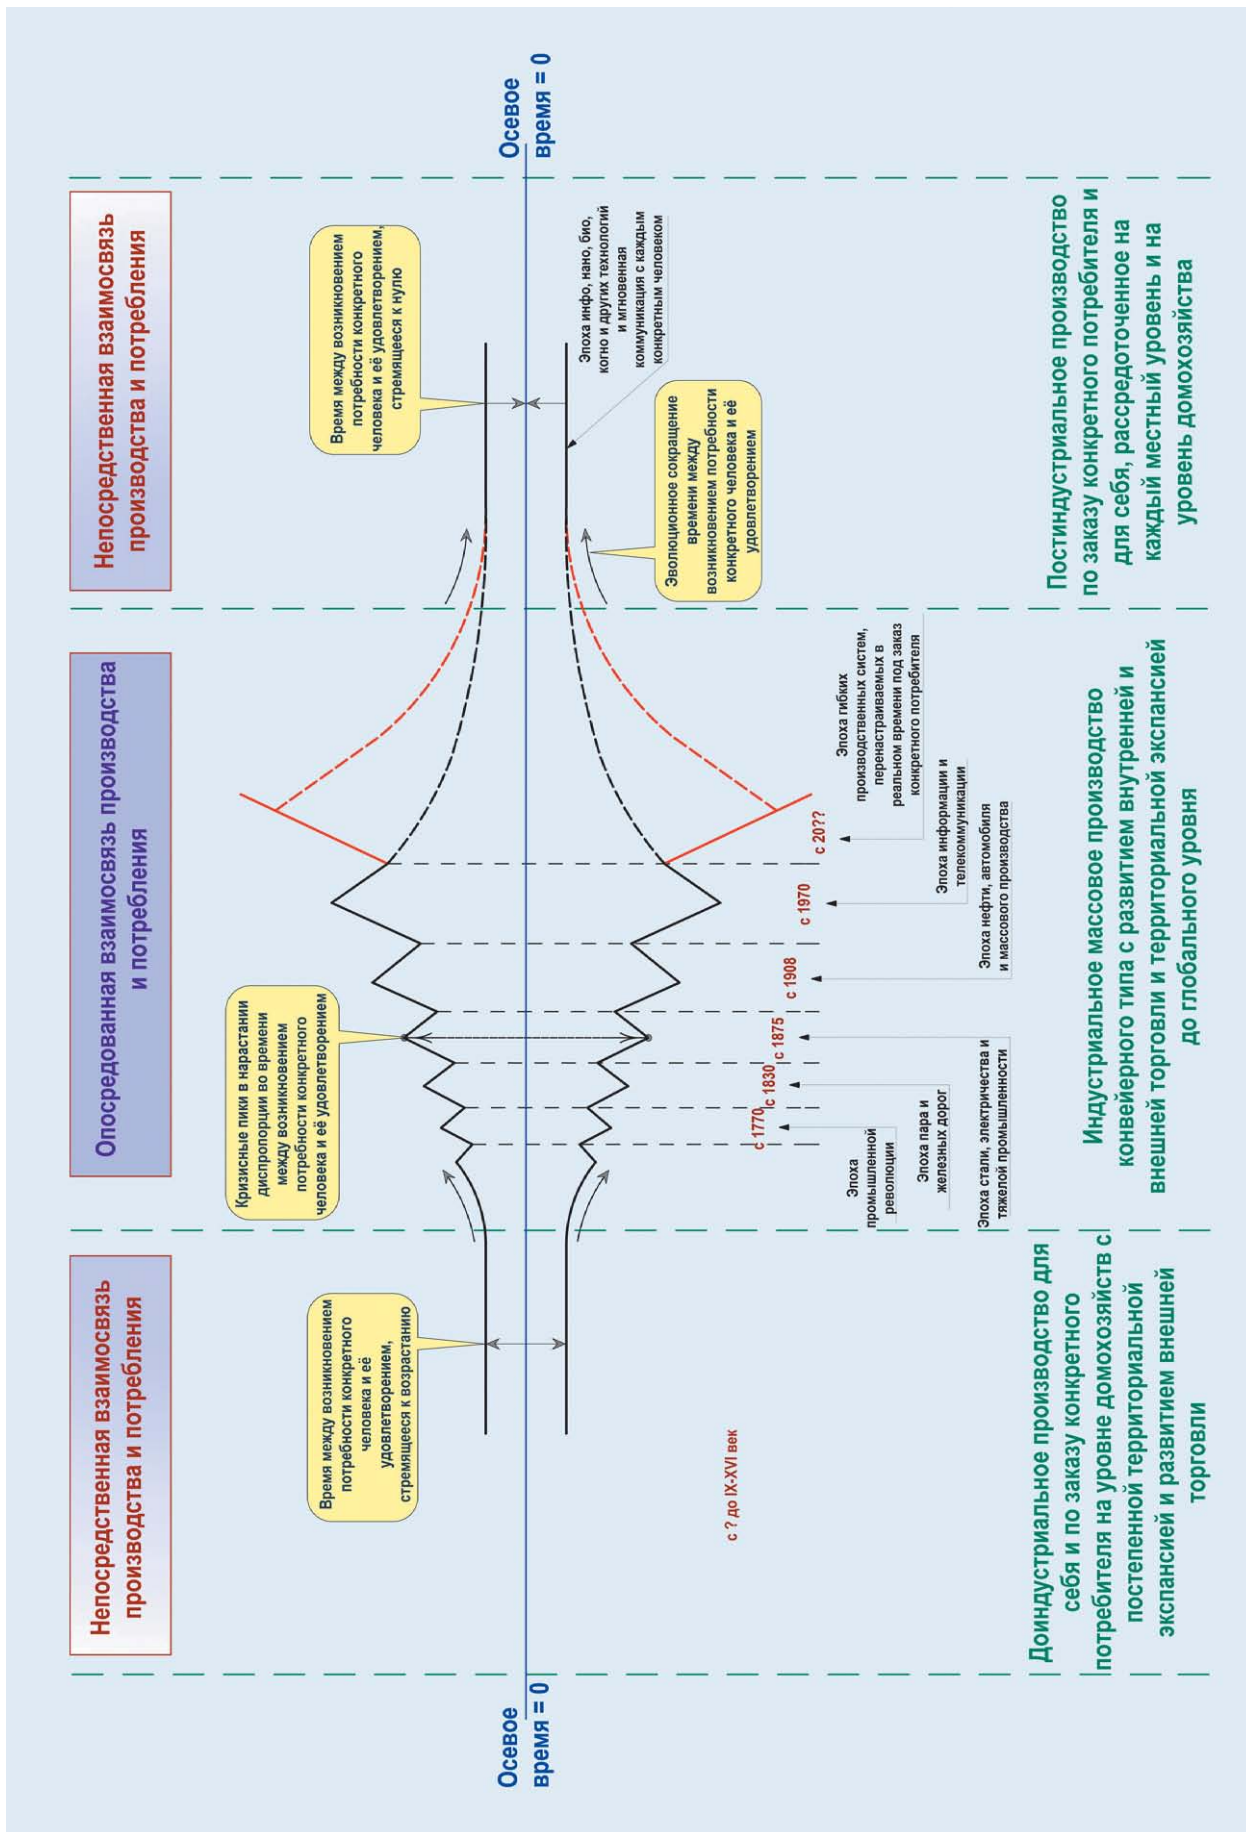 Непосредственная взаимосвязь
производства и потребления
Опосредованная взаимосвязь производства
и потребления
Непосредственная взаимосвязь
производства и потребления
Время между возникновением
потребности конкретного
человека и её
удовлетворением,
стремящееся к возрастанию
Кризисные пики в нарастании
диспропорции во времени
между возникновением
потребности конкретного
человека и её удовлетворением
Время между возникновением
потребности конкретного
человека и её удовлетворением,
стремящееся к нулю
Осевое
время = 0
Осевое
время = 0
Эпоха инфо, нано, био,
когно и других технологий
и мгновенная
коммуникация с каждым
конкретным человеком
Эволюционное сокращение
времени между
возникновением потребности
конкретного человека и её
удовлетворением
с ? до IX-XVI век
с 1770
с 1830
с 1875
с 1908
с 1970
с 20??
Эпоха
промышленной
революции
Эпоха пара и
железных дорог
Эпоха стали, электричества и
тяжелой промышленности
Эпоха нефти, автомобиля
и массового производства
Эпоха информации и
телекоммуникации
Эпоха гибких
производственных систем,
перенастраиваемых в
реальном времени под заказ
конкретного потребителя
Доиндустриальное производство для
себя и по заказу конкретного
потребителя на уровне домохозяйств с
постепенной территориальной
экспансией и развитием внешней
торговли
Индустриальное массовое производство
конвейерного типа с развитием внутренней и
внешней торговли и территориальной экспансией
до глобального уровня
Постиндустриальное производство
по заказу конкретного потребителя и
для себя, рассредоточенное на
каждый местный уровень и на
уровень домохозяйства